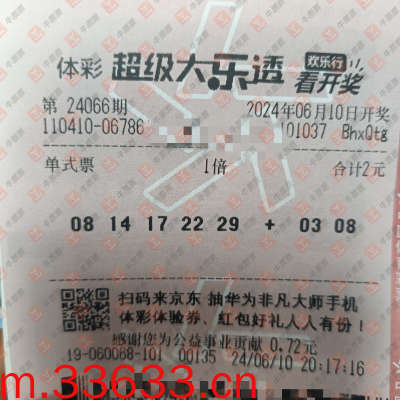 体彩 超级大乐透 欢乐行 看开奖
第 24066期 2024年06月10日开奖
110410-06786 101037 BhxQtg
单式票 1倍 合计2元
08 14 17 22 29 + 03 08
扫码来京东 抽华为非凡大师手机
体彩体验券、红包好礼人人有份！
感谢您为公益事业贡献 0.72元
19-060068-101 00135 24/06/10 20:17:16
m.33633.cn